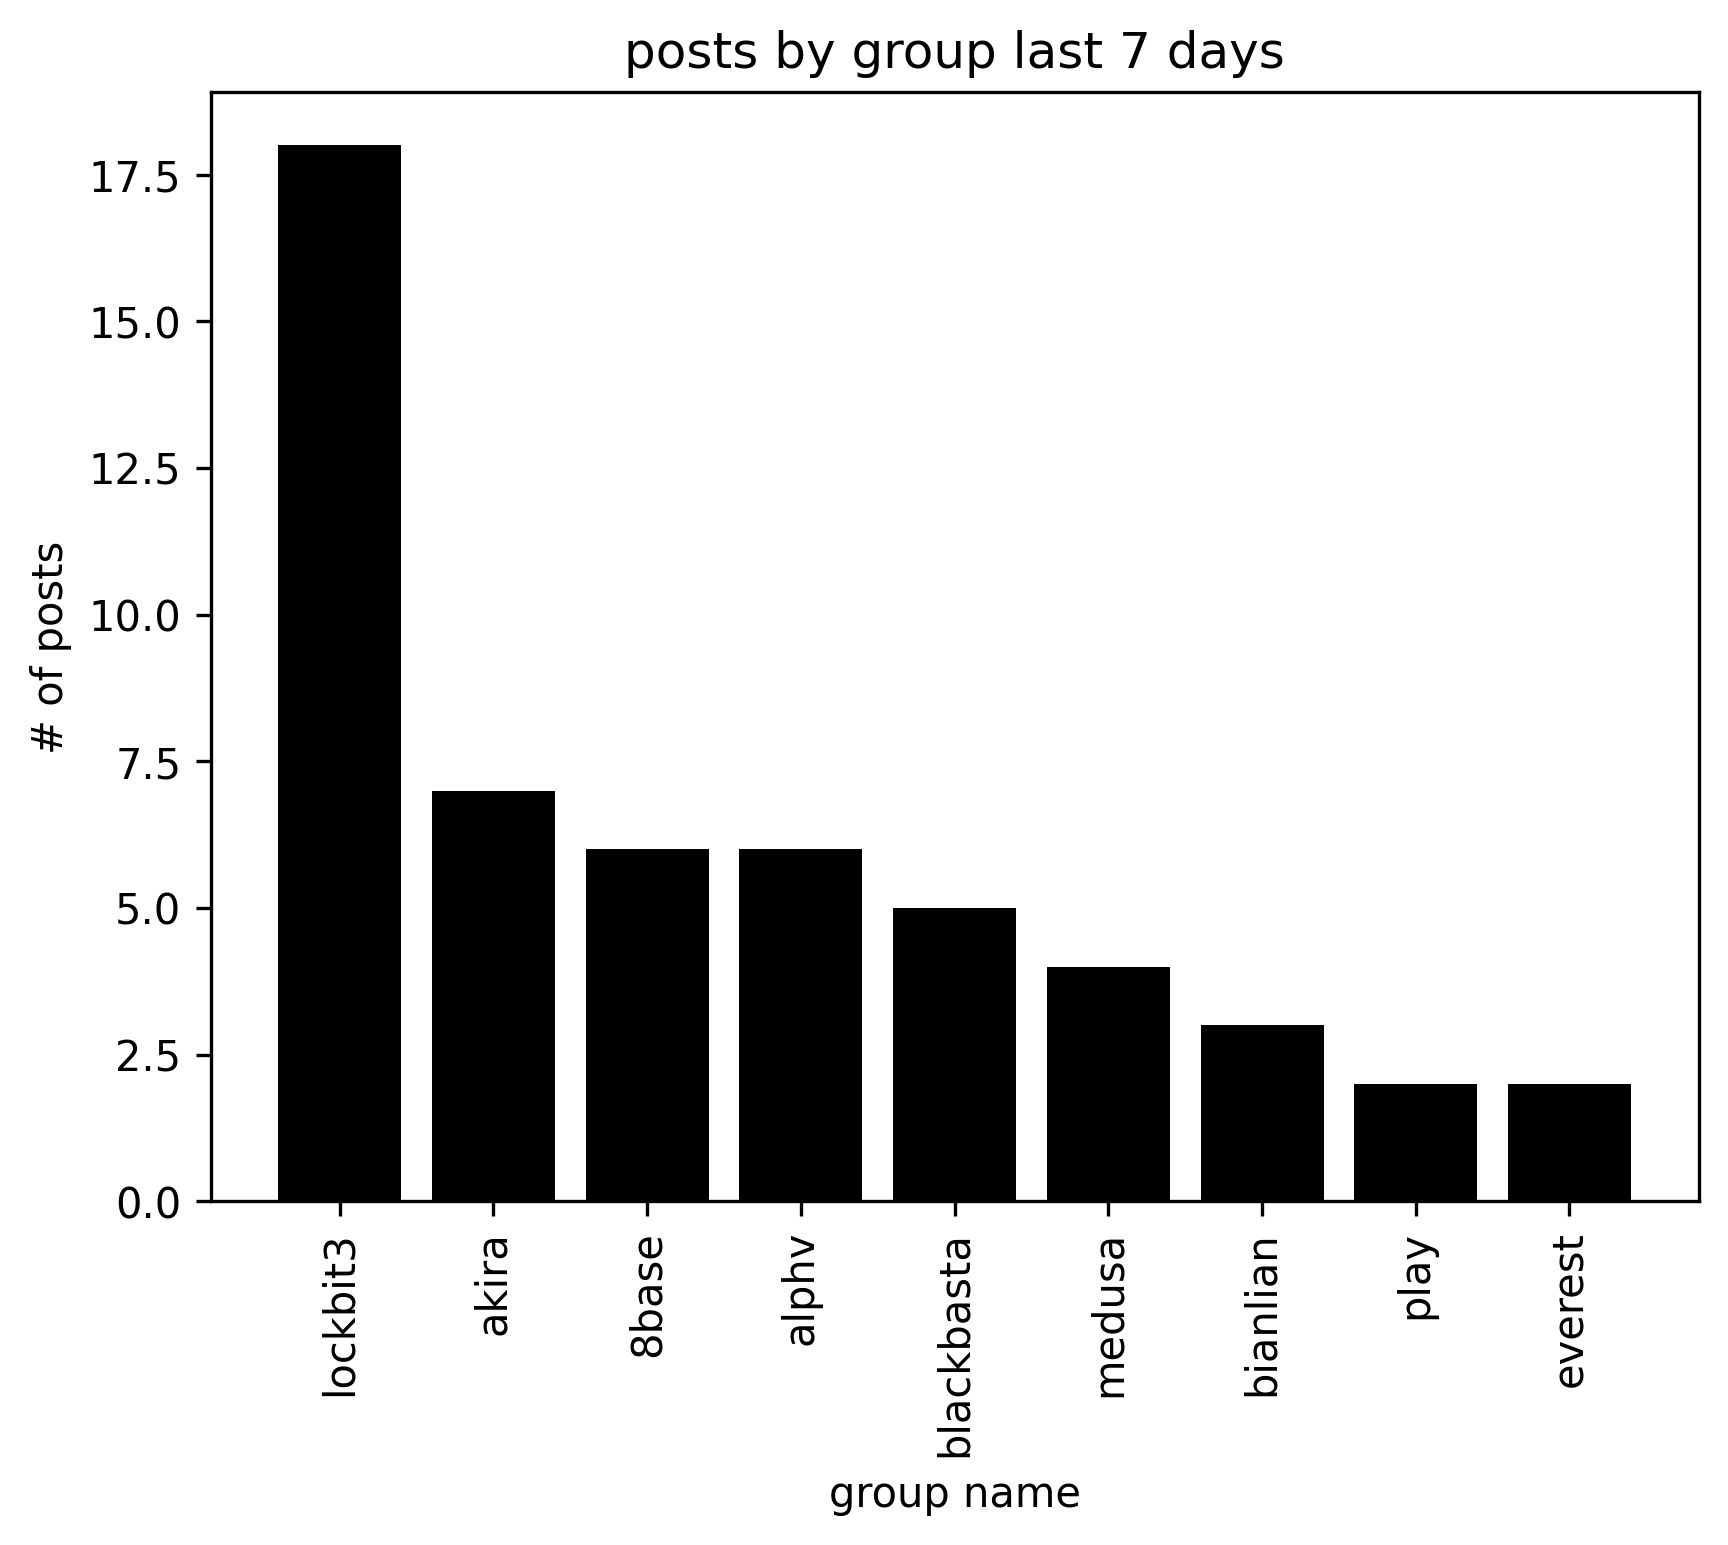 posts by group last 7 days
# of posts
17.5
15.0
12.5
10.0
7.5
5.0
2.5
0.0
lockbit3
akira
8base
alphv
blackbasta
medusa
bianlian
play
everest
group name